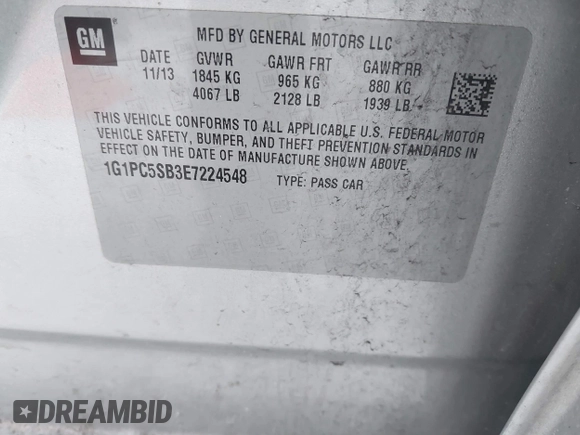 GM
MFD BY GENERAL MOTORS LLC
DATE GVWR GAWR FRT GAWR RR
11/13 1845 KG 965 KG 880 KG
4067 LB 2128 LB 1939 LB
THIS VEHICLE CONFORMS TO ALL APPLICABLE U.S. FEDERAL MOTOR
VEHICLE SAFETY, BUMPER, AND THEFT PREVENTION STANDARDS IN
EFFECT ON THE DATE OF MANUFACTURE SHOWN ABOVE.
1G1PC5SB3E7224548 TYPE: PASS CAR
DREAMBID